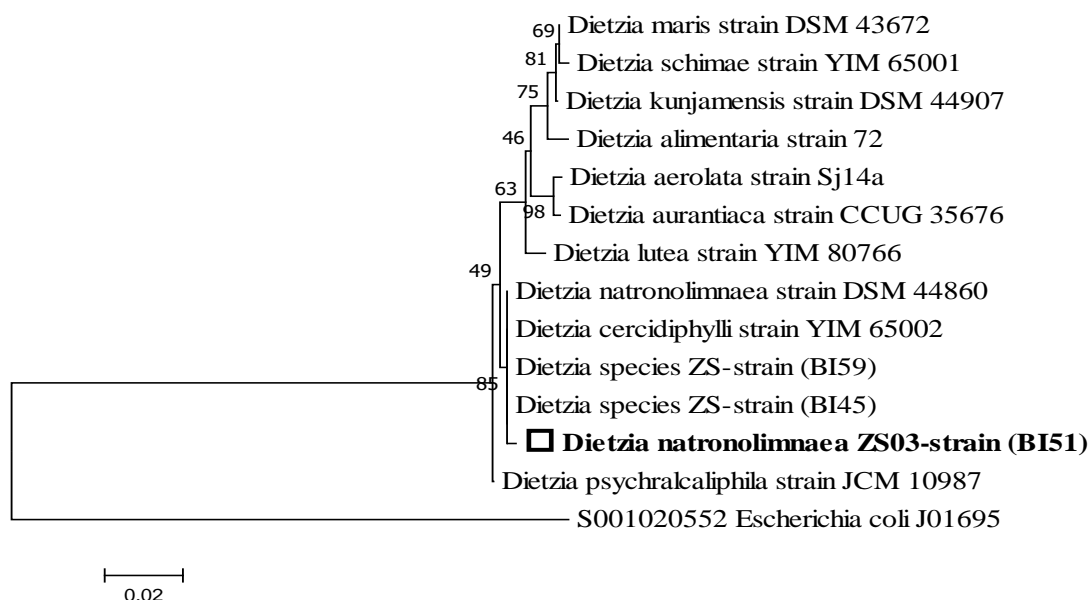 69
Dietzia maris strain DSM 43672
81
Dietzia schimae strain YIM 65001
75
Dietzia kunjamensis strain DSM 44907
46
Dietzia alimentaria strain 72
63
Dietzia aerolata strain Sj14a
98
Dietzia aurantiaca strain CCUG 35676
Dietzia lutea strain YIM 80766
49
Dietzia natronolimnaea strain DSM 44860
Dietzia cercidiphylli strain YIM 65002
Dietzia species ZS-strain (BI59)
85
Dietzia species ZS-strain (BI45)
Dietzia natronolimnaea ZS03-strain (BI51)
Dietzia psychralcaliphila strain JCM 10987
S001020552 Escherichia coli J01695
0.02